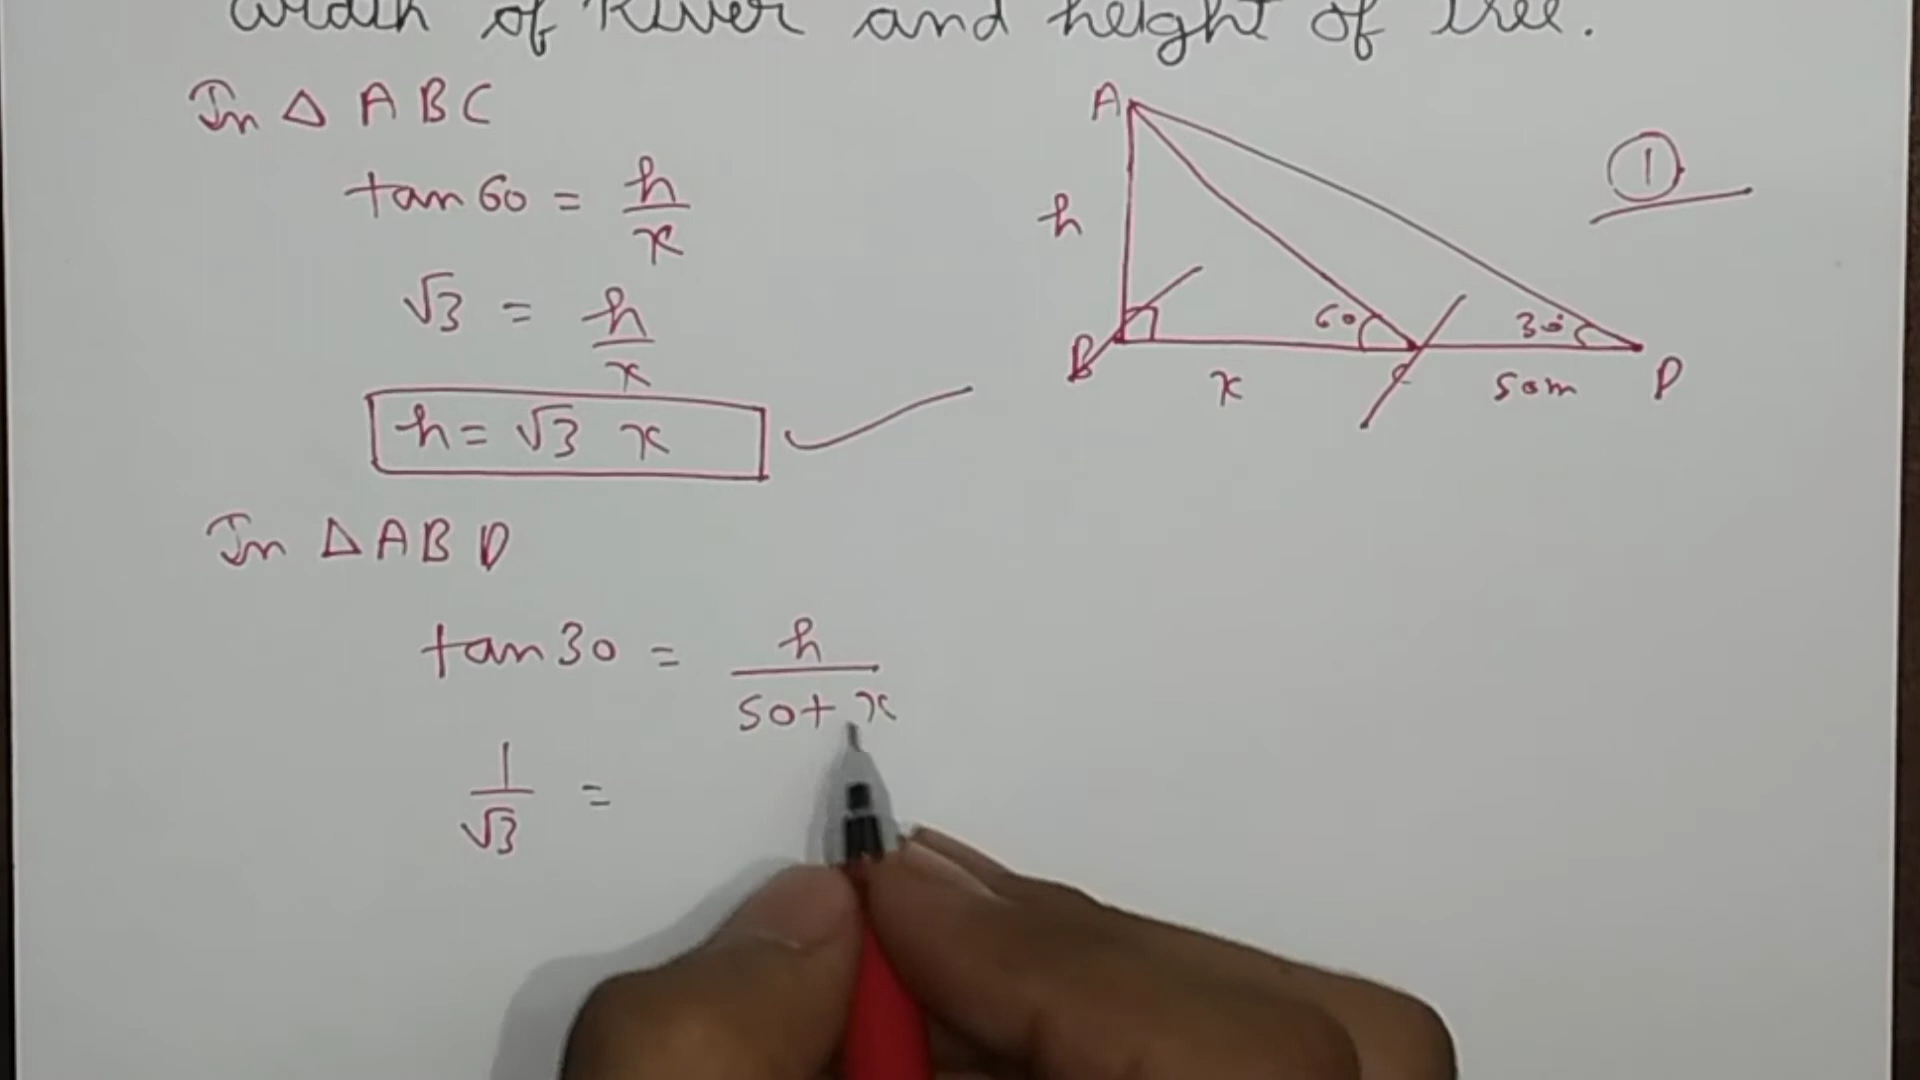 width of River and height of tree.
In △ ABC
tan 60 = h/x
√3 = h/x
h = √3 x
In △ ABD
tan 30 = h/50+x
1/√3 =
A
h
B
x
60
C
30°
50m
D
1